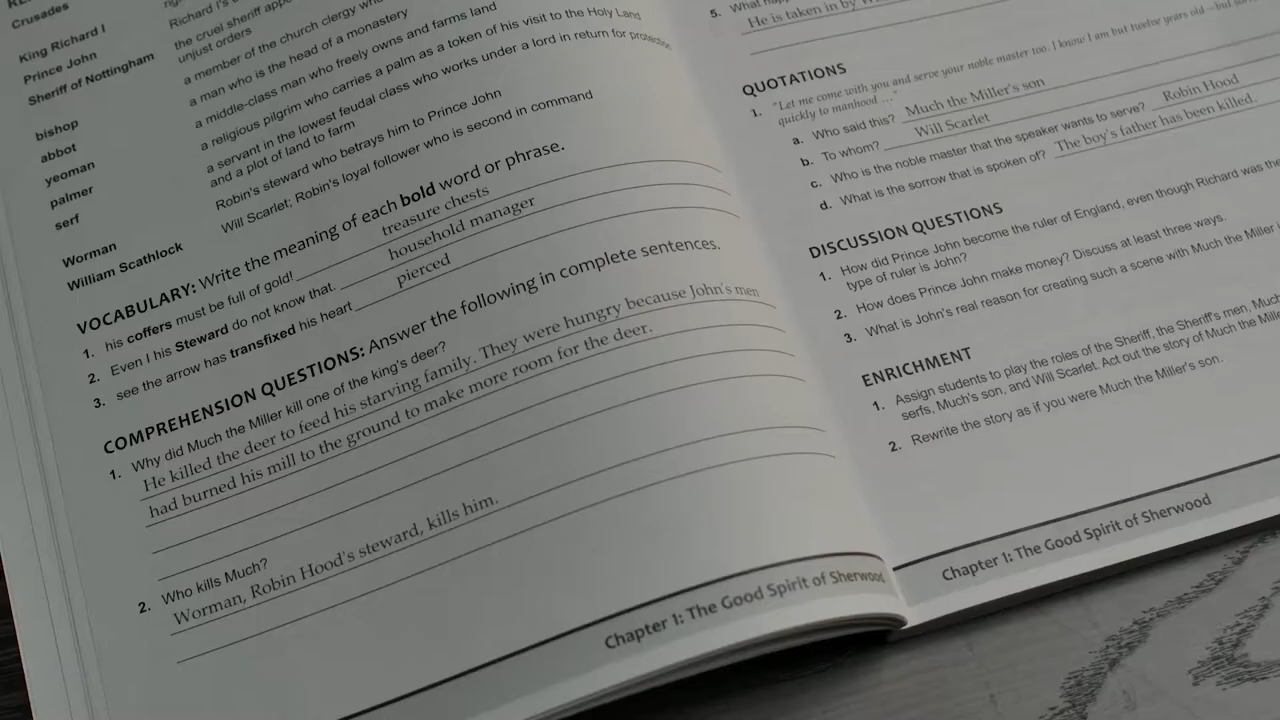 Crusades
King Richard I
Prince John
Sheriff of Nottingham
bishop
abbot
yeoman
palmer
serf
Worman
William Scathlock
Richard I's
the cruel sheriff
unjust orders
a member of the church clergy
a man who is the head of a monastery
a middle-class man who freely owns and farms land
a religious pilgrim who carries a palm as a token of his visit to the Holy Land
a servant in the lowest feudal class who works under a lord in return for protection
and a plot of land to farm
Robin's steward who betrays him to Prince John
Will Scarlet; Robin's loyal follower who is second in command
VOCABULARY: Write the meaning of each bold word or phrase.
1. his coffers must be full of gold! treasure chests
2. Even I his Steward do not know that. household manager
3. see the arrow has transfixed his heart pierced
COMPREHENSION QUESTIONS: Answer the following in complete sentences.
1. Why did Much the Miller kill one of the king's deer?
He killed the deer to feed his starving family. They were hungry because John's men
had burned his mill to the ground to make more room for the deer.
2. Who kills Much?
Worman, Robin Hood's steward, kills him.
Chapter 1: The Good Spirit of Sherwood
5. What
He is taken in by
QUOTATIONS
1. "Let me come with you and serve your noble master too. I know I am but twelve years old—but
quickly to manhood ..."
a. Who said this? Much the Miller's son
b. To whom? Will Scarlet
c. Who is the noble master that the speaker wants to serve? Robin Hood
d. What is the sorrow that is spoken of? The boy's father has been killed.
DISCUSSION QUESTIONS
1. How did Prince John become the ruler of England, even though Richard was the
type of ruler is John?
2. How does Prince John make money? Discuss at least three ways.
3. What is John's real reason for creating such a scene with Much the Miller
ENRICHMENT
1. Assign students to play the roles of the Sheriff, the Sheriff's men, Much
serfs, Much's son, and Will Scarlet. Act out the story of Much the
2. Rewrite the story as if you were Much the Miller's son.
Chapter 1: The Good Spirit of Sherwood